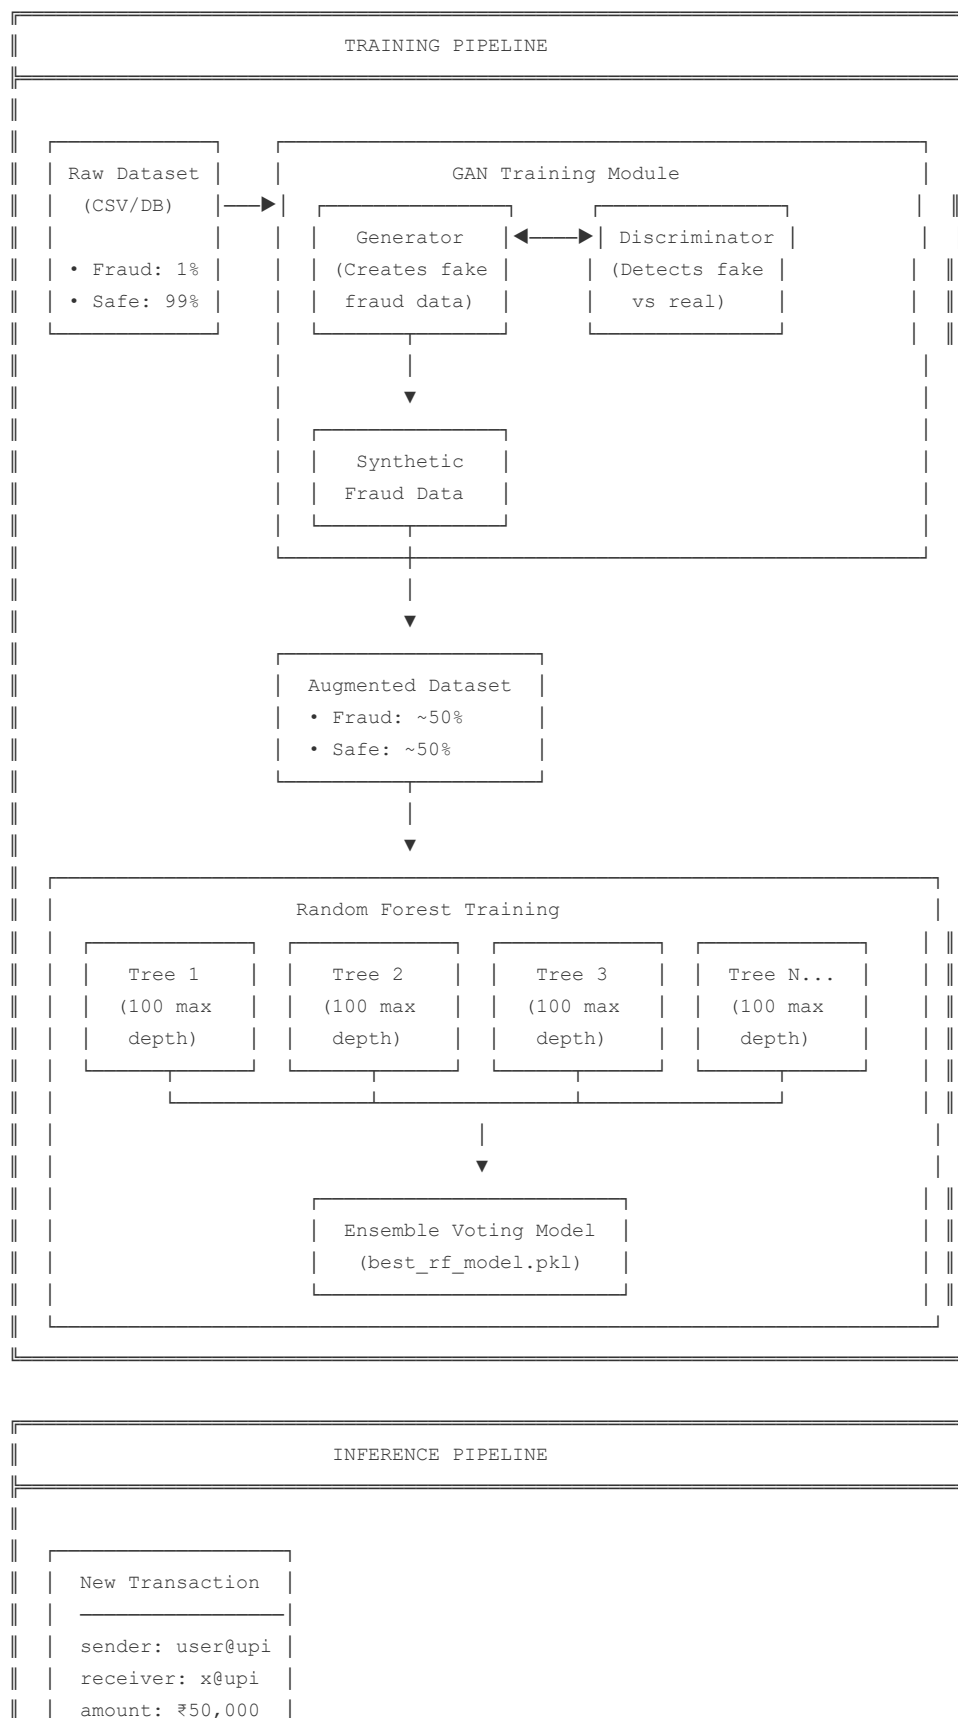 TRAINING PIPELINE
Raw Dataset
(CSV/DB)
• Fraud: 1%
• Safe: 99%
GAN Training Module
Generator
(Creates fake
fraud data)
Discriminator
(Detects fake
vs real)
Synthetic
Fraud Data
Augmented Dataset
• Fraud: ~50%
• Safe: ~50%
Random Forest Training
Tree 1
(100 max
depth)
Tree 2
(100 max
depth)
Tree 3
(100 max
depth)
Tree N...
(100 max
depth)
Ensemble Voting Model
(best_rf_model.pkl)
INFERENCE PIPELINE
New Transaction
sender: user@upi
receiver: x@upi
amount: ₹50,000